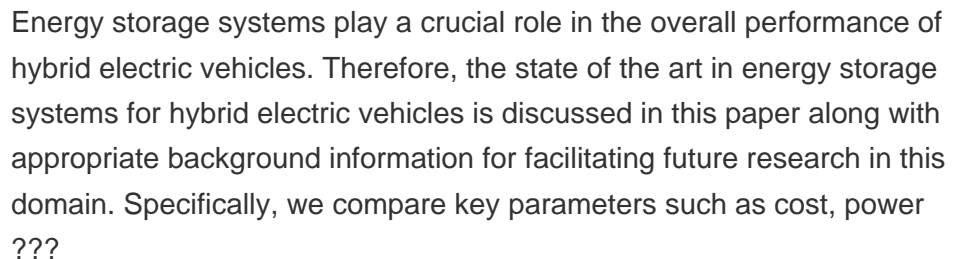 Energy storage systems play a crucial role in the overall performance of
hybrid electric vehicles. Therefore, the state of the art in energy storage
systems for hybrid electric vehicles is discussed in this paper along with
appropriate background information for facilitating future research in this
domain. Specifically, we compare key parameters such as cost, power
???